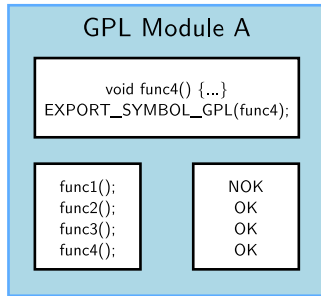 GPL Module A
void func4() {...}
EXPORT_SYMBOL_GPL(func4);
func1();
func2();
func3();
func4();
NOK
OK
OK
OK